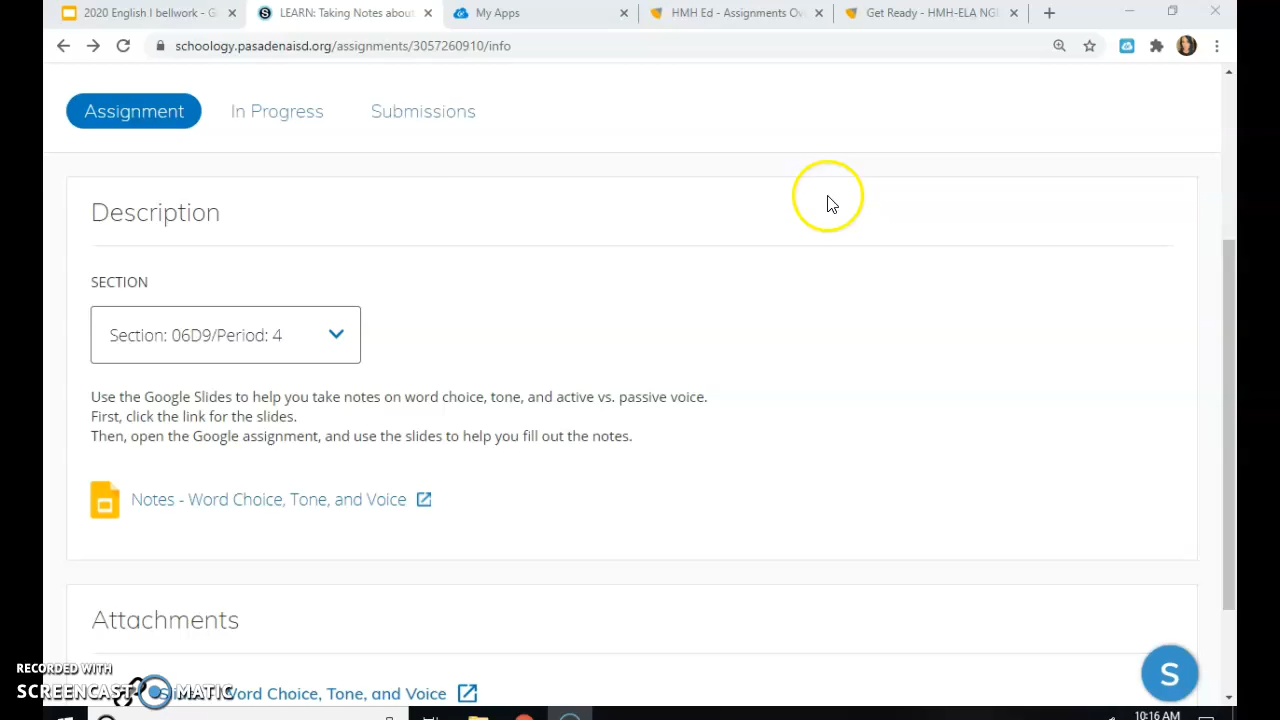 2020 English I bellwork - G
LEARN: Taking Notes about
My Apps
HMH Ed - Assignments Ov
Get Ready - HMH-ELA NGL
schoology.pasadenaisd.org/assignments/3057260910/info
Assignment
In Progress
Submissions
Description
SECTION
Section: 06D9/Period: 4
Use the Google Slides to help you take notes on word choice, tone, and active vs. passive voice.
First, click the link for the slides.
Then, open the Google assignment, and use the slides to help you fill out the notes.
Notes - Word Choice, Tone, and Voice
Attachments
Word Choice, Tone, and Voice
RECORDED WITH
SCREENCAST MATIC
S
10:16 AM